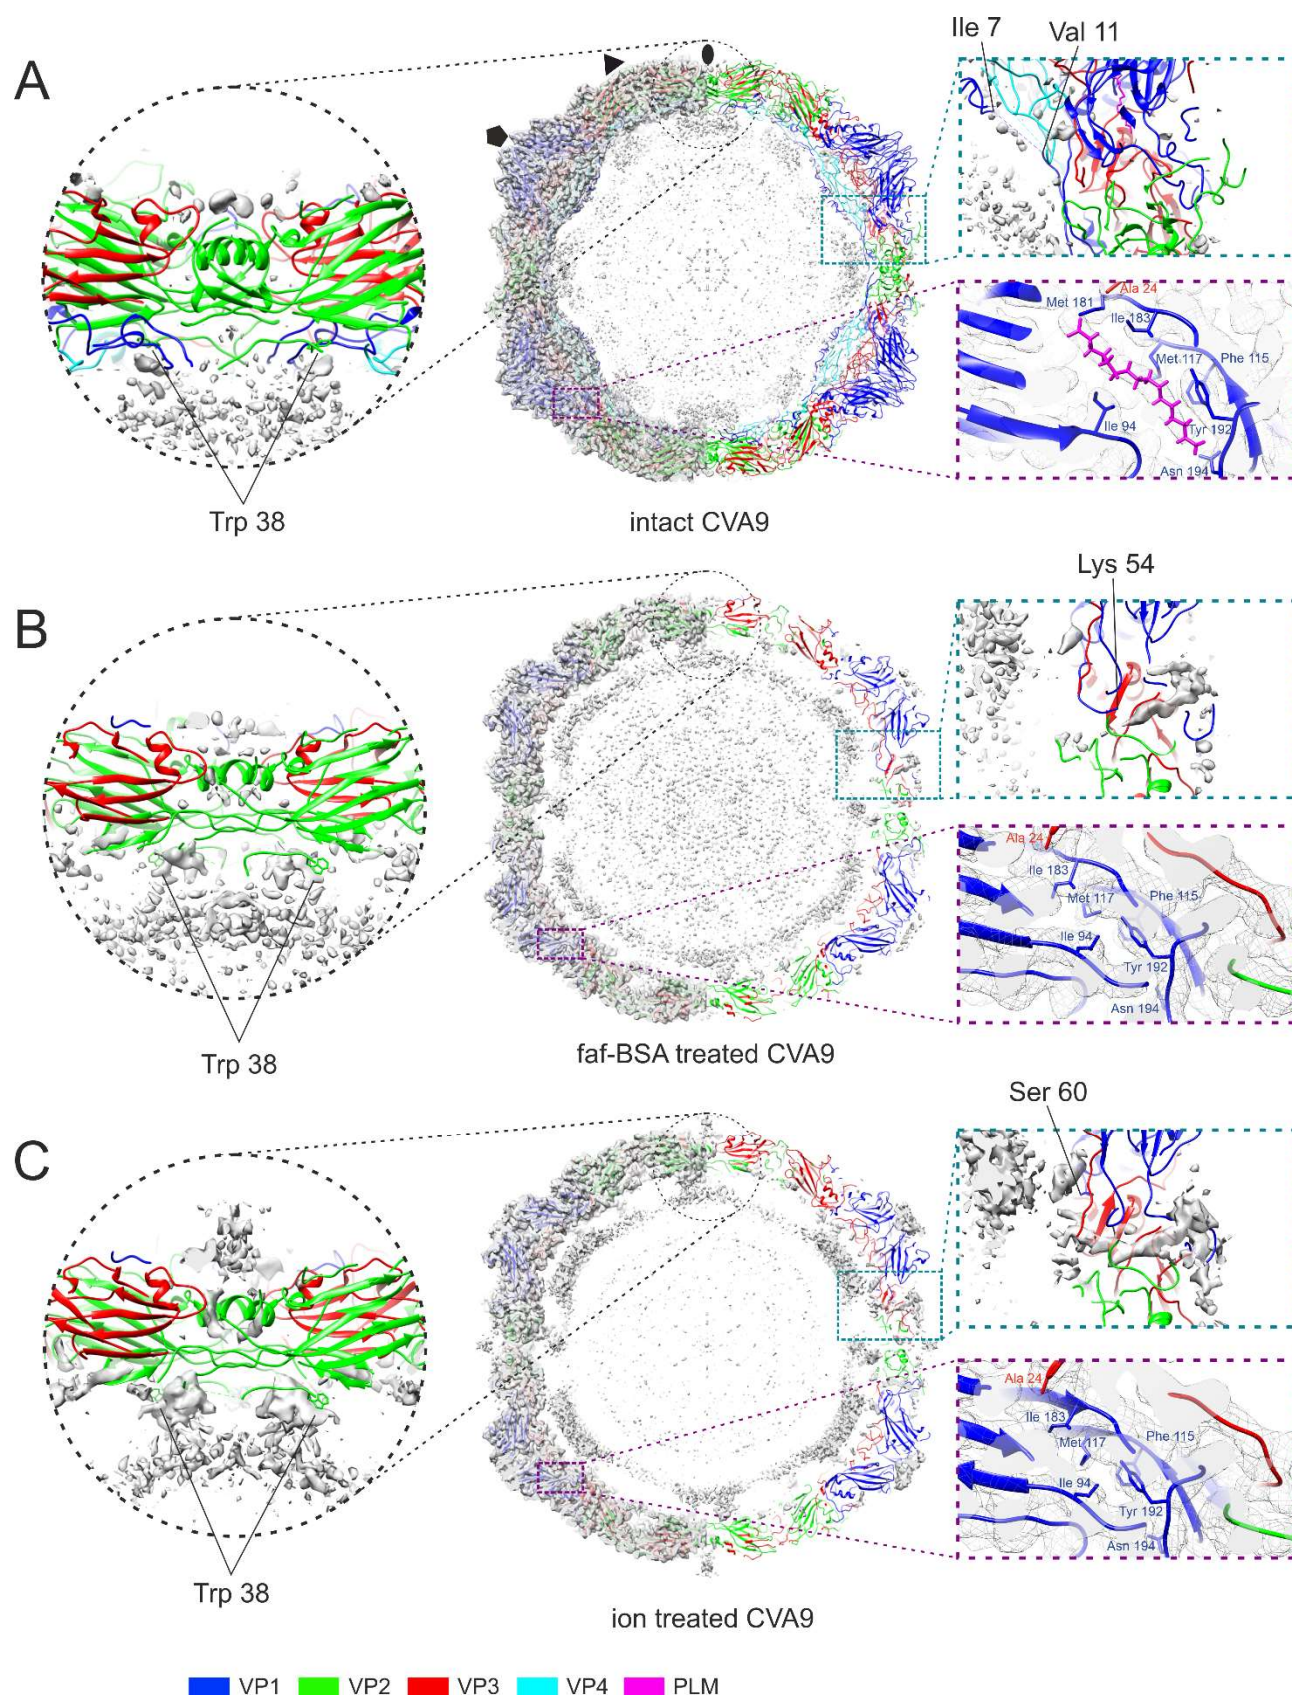 A
Ile 7
Val 11
Met 181
Ala 24
Ile 183
Met 117
Phe 115
Ile 94
Tyr 192
Asn 194
Trp 38
intact CVA9
B
Lys 54
Ala 24
Ile 183
Met 117
Phe 115
Ile 94
Tyr 192
Asn 194
Trp 38
faf-BSA treated CVA9
C
Ser 60
Ala 24
Ile 183
Met 117
Phe 115
Ile 94
Tyr 192
Asn 194
Trp 38
ion treated CVA9
VP1 VP2 VP3 VP4 PLM